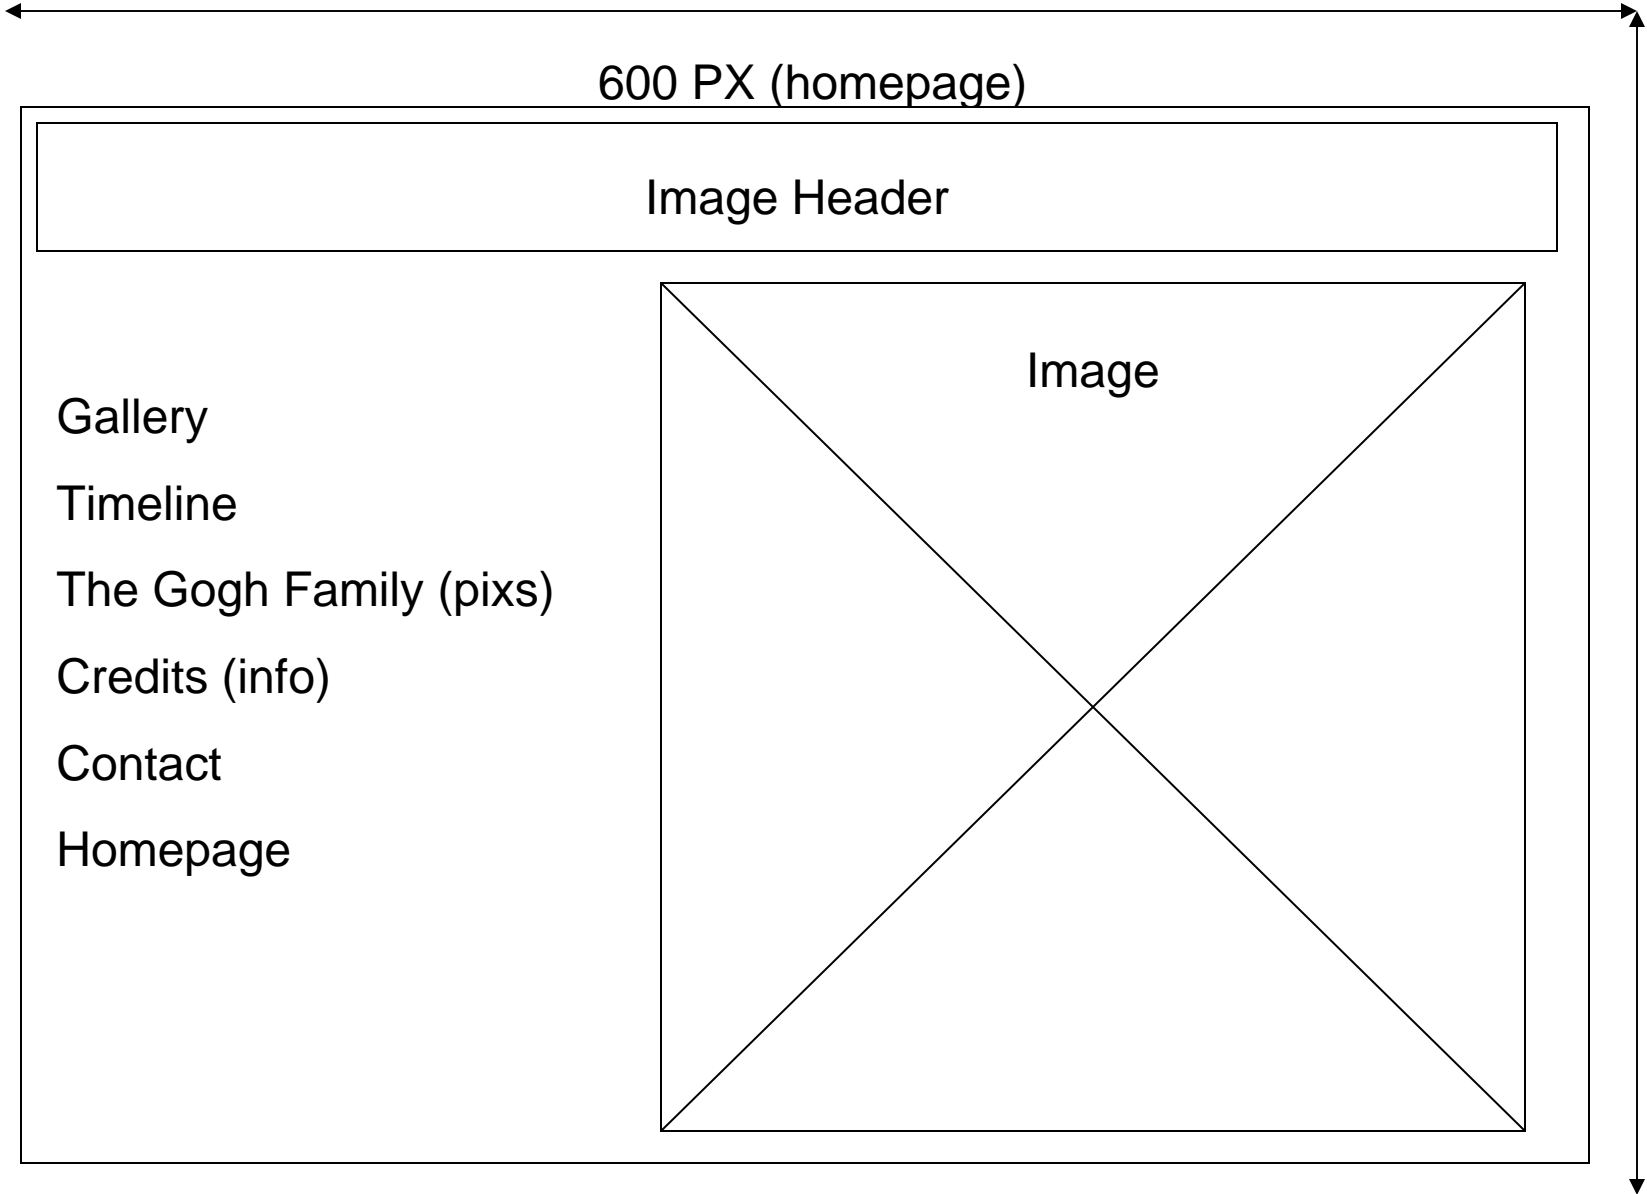 600 PX (homepage)
Image Header
Image
Gallery
Timeline
The Gogh Family (pixs)
Credits (info)
Contact
Homepage